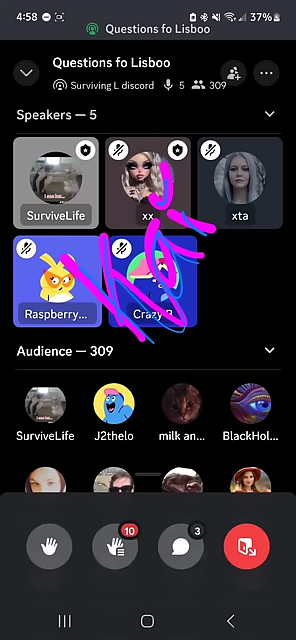 4:58
37%
Questions fo Lisboo
Questions fo Lisboo
Surviving L discord 5 309
Speakers — 5
SurviveLife
xx
xta
Raspberry...
Crazy
Audience — 309
SurviveLife
J2thelo
milk an...
BlackHol...
10
3